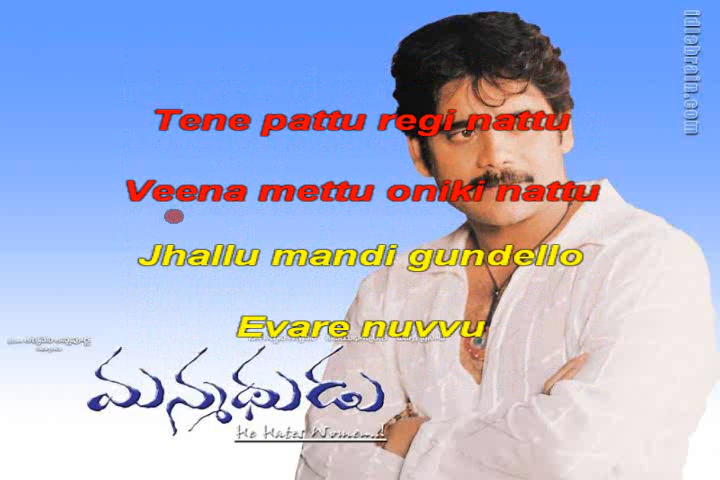 idlebrain.com
Tene pattu regi nattu
Veena mettu oniki nattu
Jhallu mandi gundello
Evare nuvvu
మన్మథుడు
He Hates Women..!